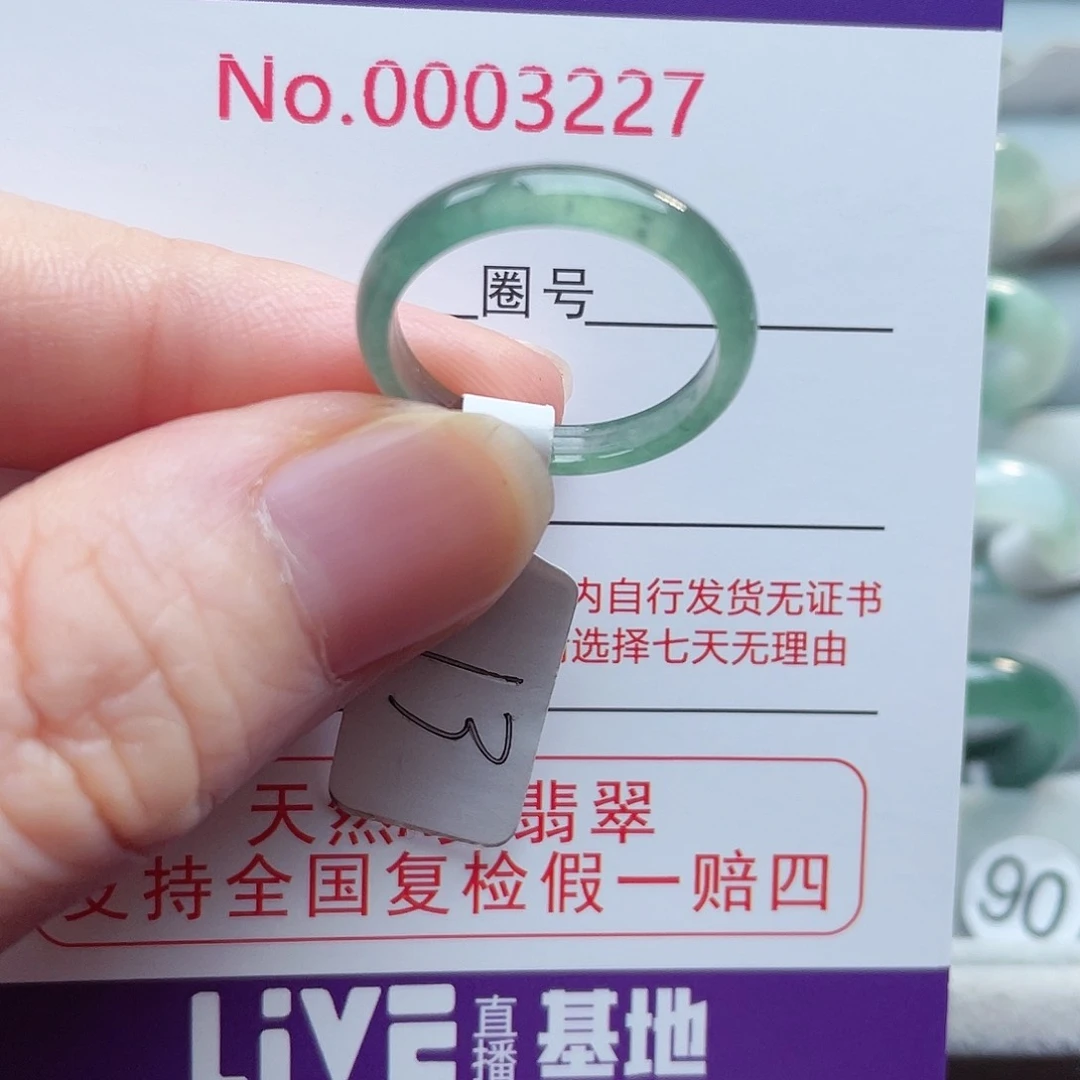 No.0003227
圈号
内自行发货无证书
选择七天无理由
13
天然 翡翠
支持全国复检假一赔四
90
LiVE 直播 基地